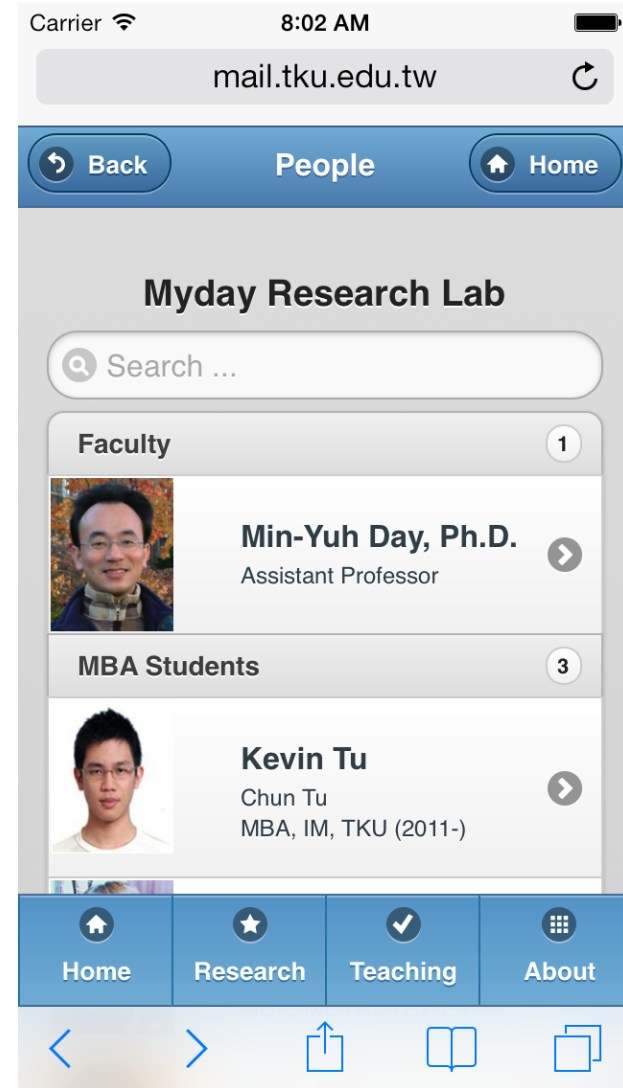 Carrier 8:02 AM
mail.tku.edu.tw
Back People Home
Myday Research Lab
Search ...
Faculty 1
Min-Yuh Day, Ph.D.
Assistant Professor
MBA Students 3
Kevin Tu
Chun Tu
MBA, IM, TKU (2011-)
Home Research Teaching About